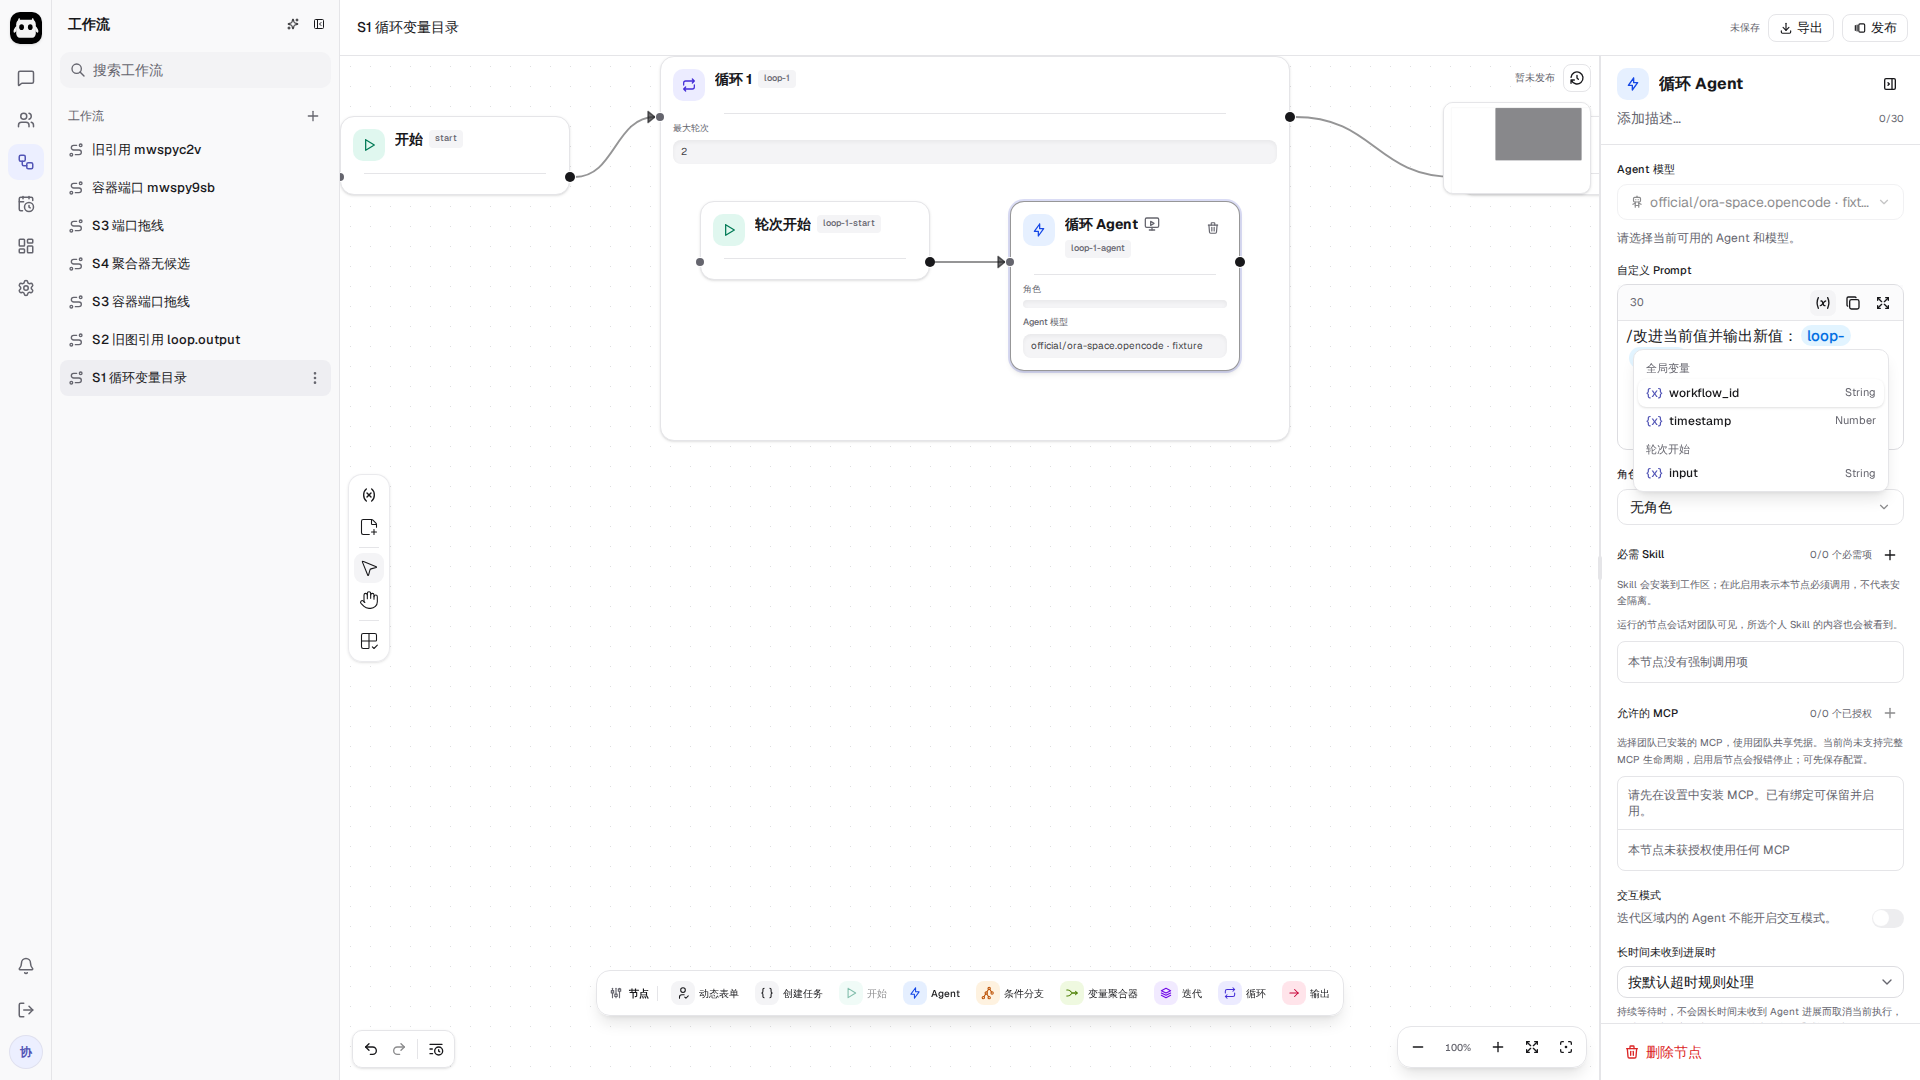 工作流
搜索工作流
工作流
旧引用 mwspyc2v
容器端口 mwspy9sb
S3 端口拖线
S4 聚合器无候选
S3 容器端口拖线
S2 旧图引用 loop.output
S1 循环变量目录
协
S1 循环变量目录
未保存
导出
发布
暂未发布
开始 start
循环 1 loop-1
最大轮次
2
轮次开始 loop-1-start
循环 Agent
loop-1-agent
角色
Agent 模型
official/ora-space.opencode · fixture
节点
动态表单
创建任务
开始
Agent
条件分支
变量聚合器
迭代
循环
输出
100%
循环 Agent
添加描述...
0/30
Agent 模型
official/ora-space.opencode · fixt...
请选择当前可用的 Agent 和模型。
自定义 Prompt
30
/改进当前值并输出新值： loop-
全局变量
{x} workflow_id String
{x} timestamp Number
轮次开始
{x} input String
无角色
必需 Skill
0/0 个必需项
Skill 会安装到工作区；在此启用表示本节点必须调用，不代表安
全隔离。
运行的节点会话对团队可见，所选个人 Skill 的内容也会被看到。
本节点没有强制调用项
允许的 MCP
0/0 个已授权
选择团队已安装的 MCP，使用团队共享凭据。当前尚未支持完整
MCP 生命周期，启用后节点会报错停止；可先保存配置。
请先在设置中安装 MCP。已有绑定可保留并启
用。
本节点未获授权使用任何 MCP
交互模式
迭代区域内的 Agent 不能开启交互模式。
长时间未收到进展时
按默认超时规则处理
持续等待时，不会因长时间未收到 Agent 进展而取消当前执行，
删除节点